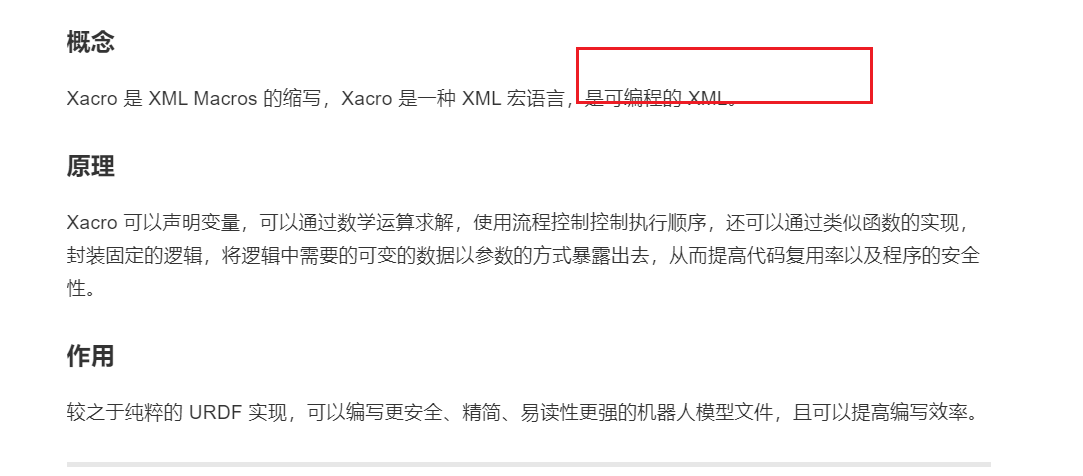 概念
Xacro 是 XML Macros 的缩写，Xacro 是一种 XML 宏语言，是可编程的 XML。
原理
Xacro 可以声明变量，可以通过数学运算求解，使用流程控制控制执行顺序，还可以通过类似函数的实现，
封装固定的逻辑，将逻辑中需要的可变的数据以参数的方式暴露出去，从而提高代码复用率以及程序的安全
性。
作用
较之于纯粹的 URDF 实现，可以编写更安全、精简、易读性更强的机器人模型文件，且可以提高编写效率。